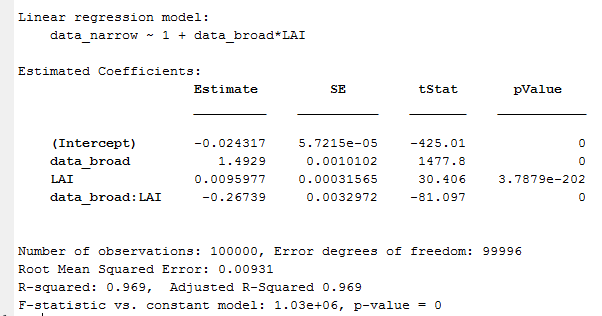 Linear regression model:
data_narrow ~ 1 + data_broad*LAI
Estimated Coefficients:
Estimate SE tStat pValue
(Intercept) -0.024317 5.7215e-05 -425.01 0
data_broad 1.4929 0.0010102 1477.8 0
LAI 0.0095977 0.00031565 30.406 3.7879e-202
data_broad:LAI -0.26739 0.0032972 -81.097 0
Number of observations: 100000, Error degrees of freedom: 99996
Root Mean Squared Error: 0.00931
R-squared: 0.969, Adjusted R-Squared 0.969
F-statistic vs. constant model: 1.03e+06, p-value = 0